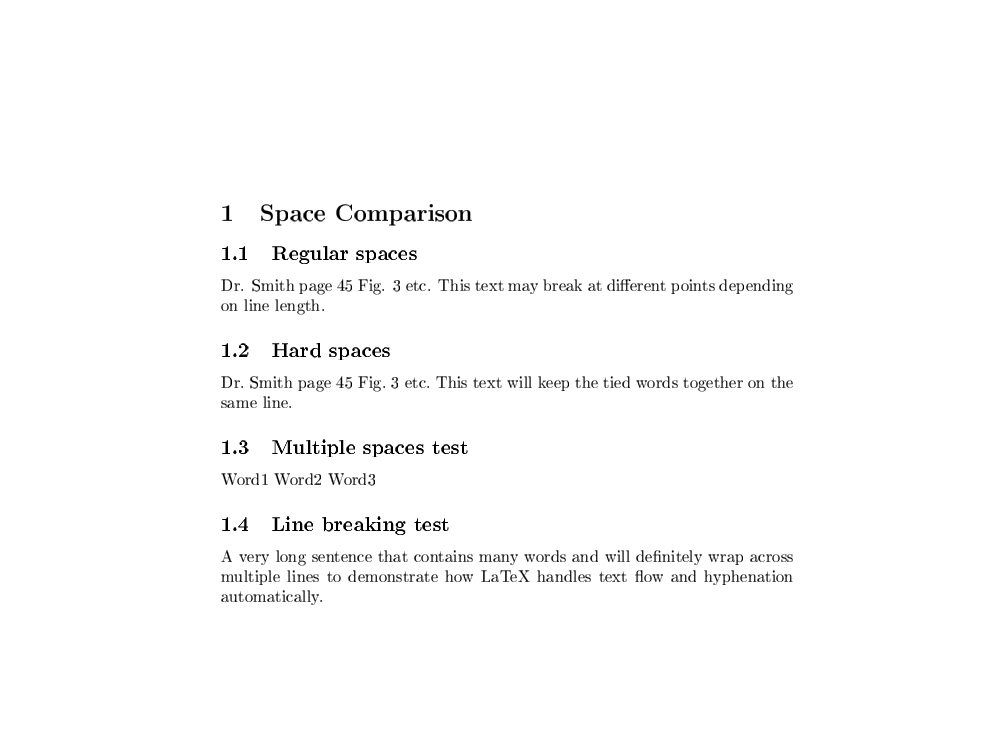 1 Space Comparison
1.1 Regular spaces
Dr. Smith page 45 Fig. 3 etc. This text may break at different points depending
on line length.
1.2 Hard spaces
Dr. Smith page 45 Fig. 3 etc. This text will keep the tied words together on the
same line.
1.3 Multiple spaces test
Word1 Word2 Word3
1.4 Line breaking test
A very long sentence that contains many words and will definitely wrap across
multiple lines to demonstrate how LaTeX handles text flow and hyphenation
automatically.